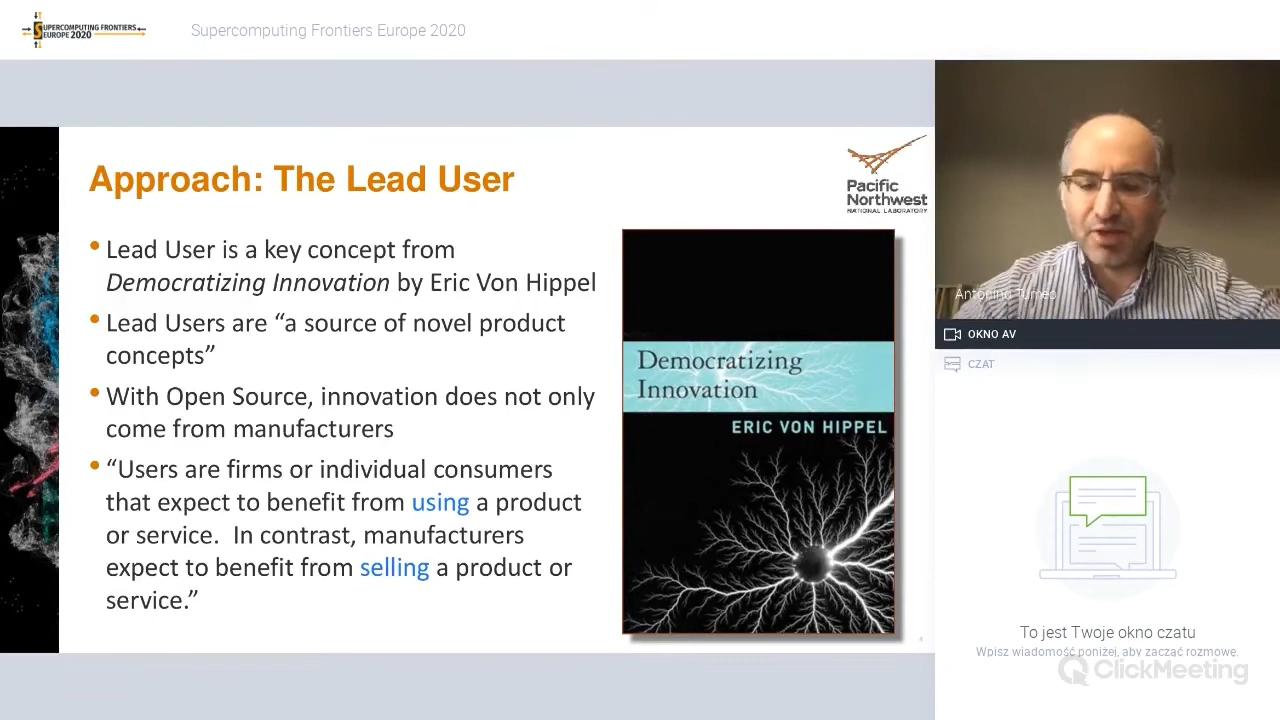 SUPERCOMPUTING FRONTIERS
EUROPE 2020
Supercomputing Frontiers Europe 2020
Approach: The Lead User
Pacific
Northwest
NATIONAL LABORATORY
• Lead User is a key concept from
Democratizing Innovation by Eric Von Hippel
• Lead Users are “a source of novel product
concepts”
• With Open Source, innovation does not only
come from manufacturers
• “Users are firms or individual consumers
that expect to benefit from using a product
or service.  In contrast, manufacturers
expect to benefit from selling a product or
service.”
Democratizing
Innovation
ERIC VON HIPPEL
4
Antonino Tumeo
OKNO AV
CZAT
To jest Twoje okno czatu
Wpisz wiadomość poniżej, aby zacząć rozmowę.
ClickMeeting